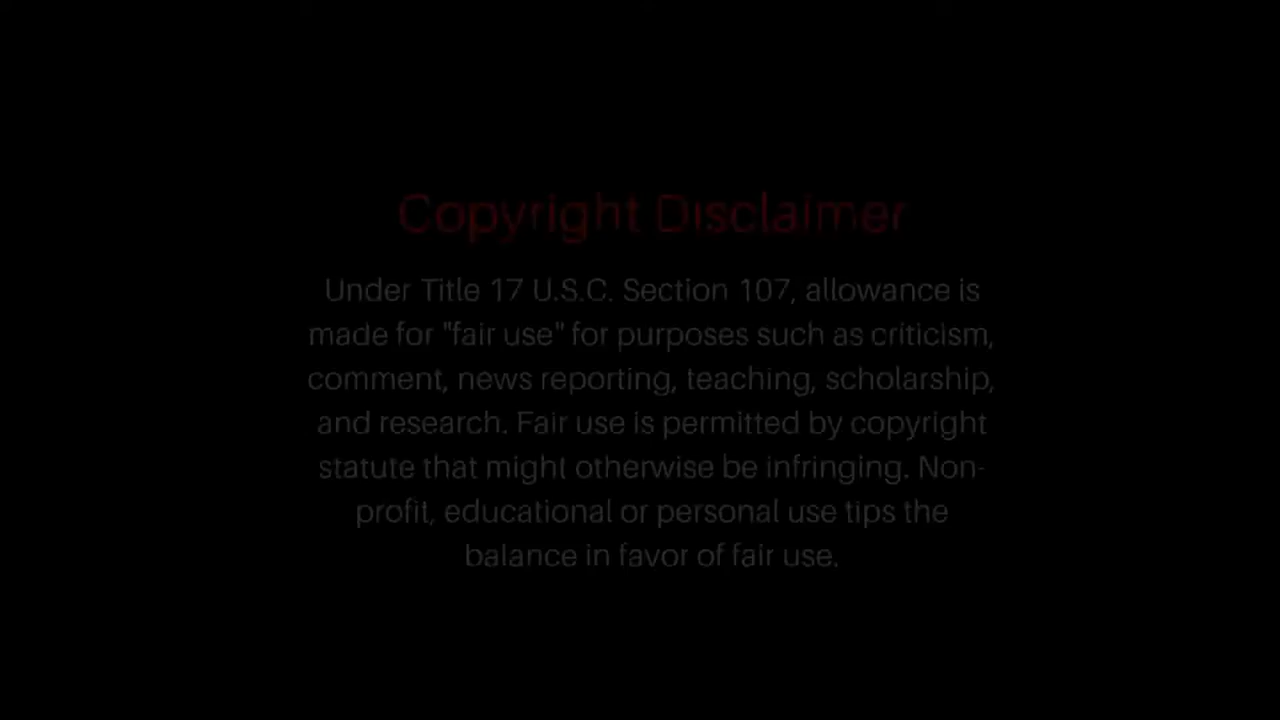 Copyright Disclaimer
Under Title 17 U.S.C. Section 107, allowance is
made for "fair use" for purposes such as criticism,
comment, news reporting, teaching, scholarship,
and research. Fair use is permitted by copyright
statute that might otherwise be infringing. Non-
profit, educational or personal use tips the
balance in favor of fair use.